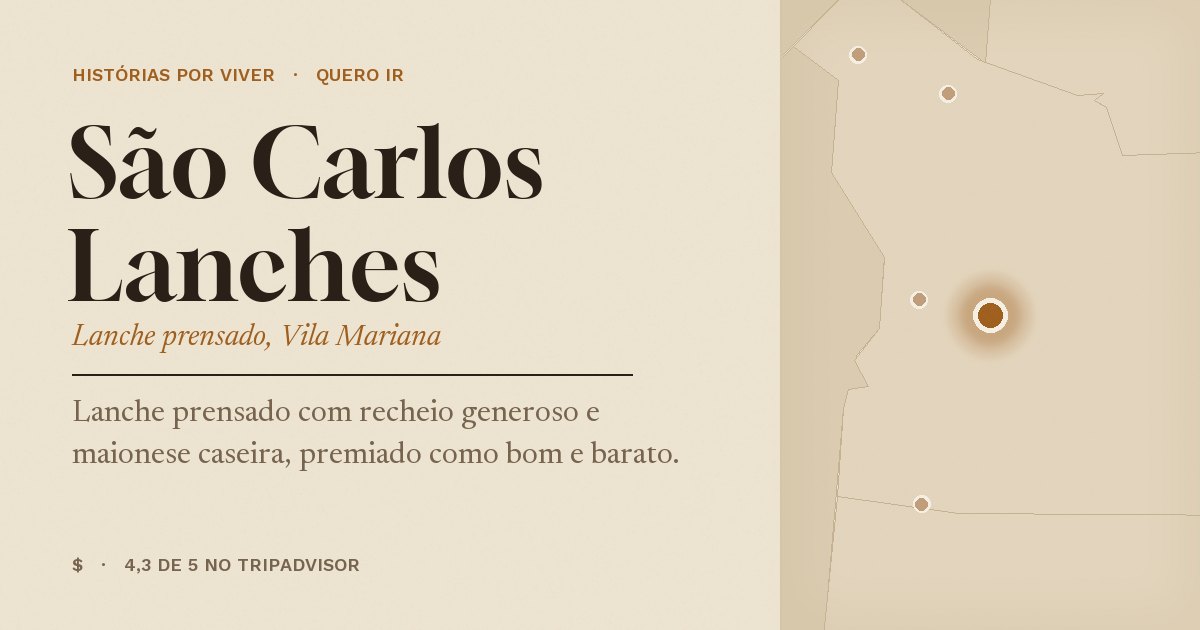 HISTÓRIAS POR VIVER · QUERO IR
São Carlos
Lanches
Lanche prensado, Vila Mariana
Lanche prensado com recheio generoso e
maionese caseira, premiado como bom e barato.
$ · 4,3 DE 5 NO TRIPADVISOR